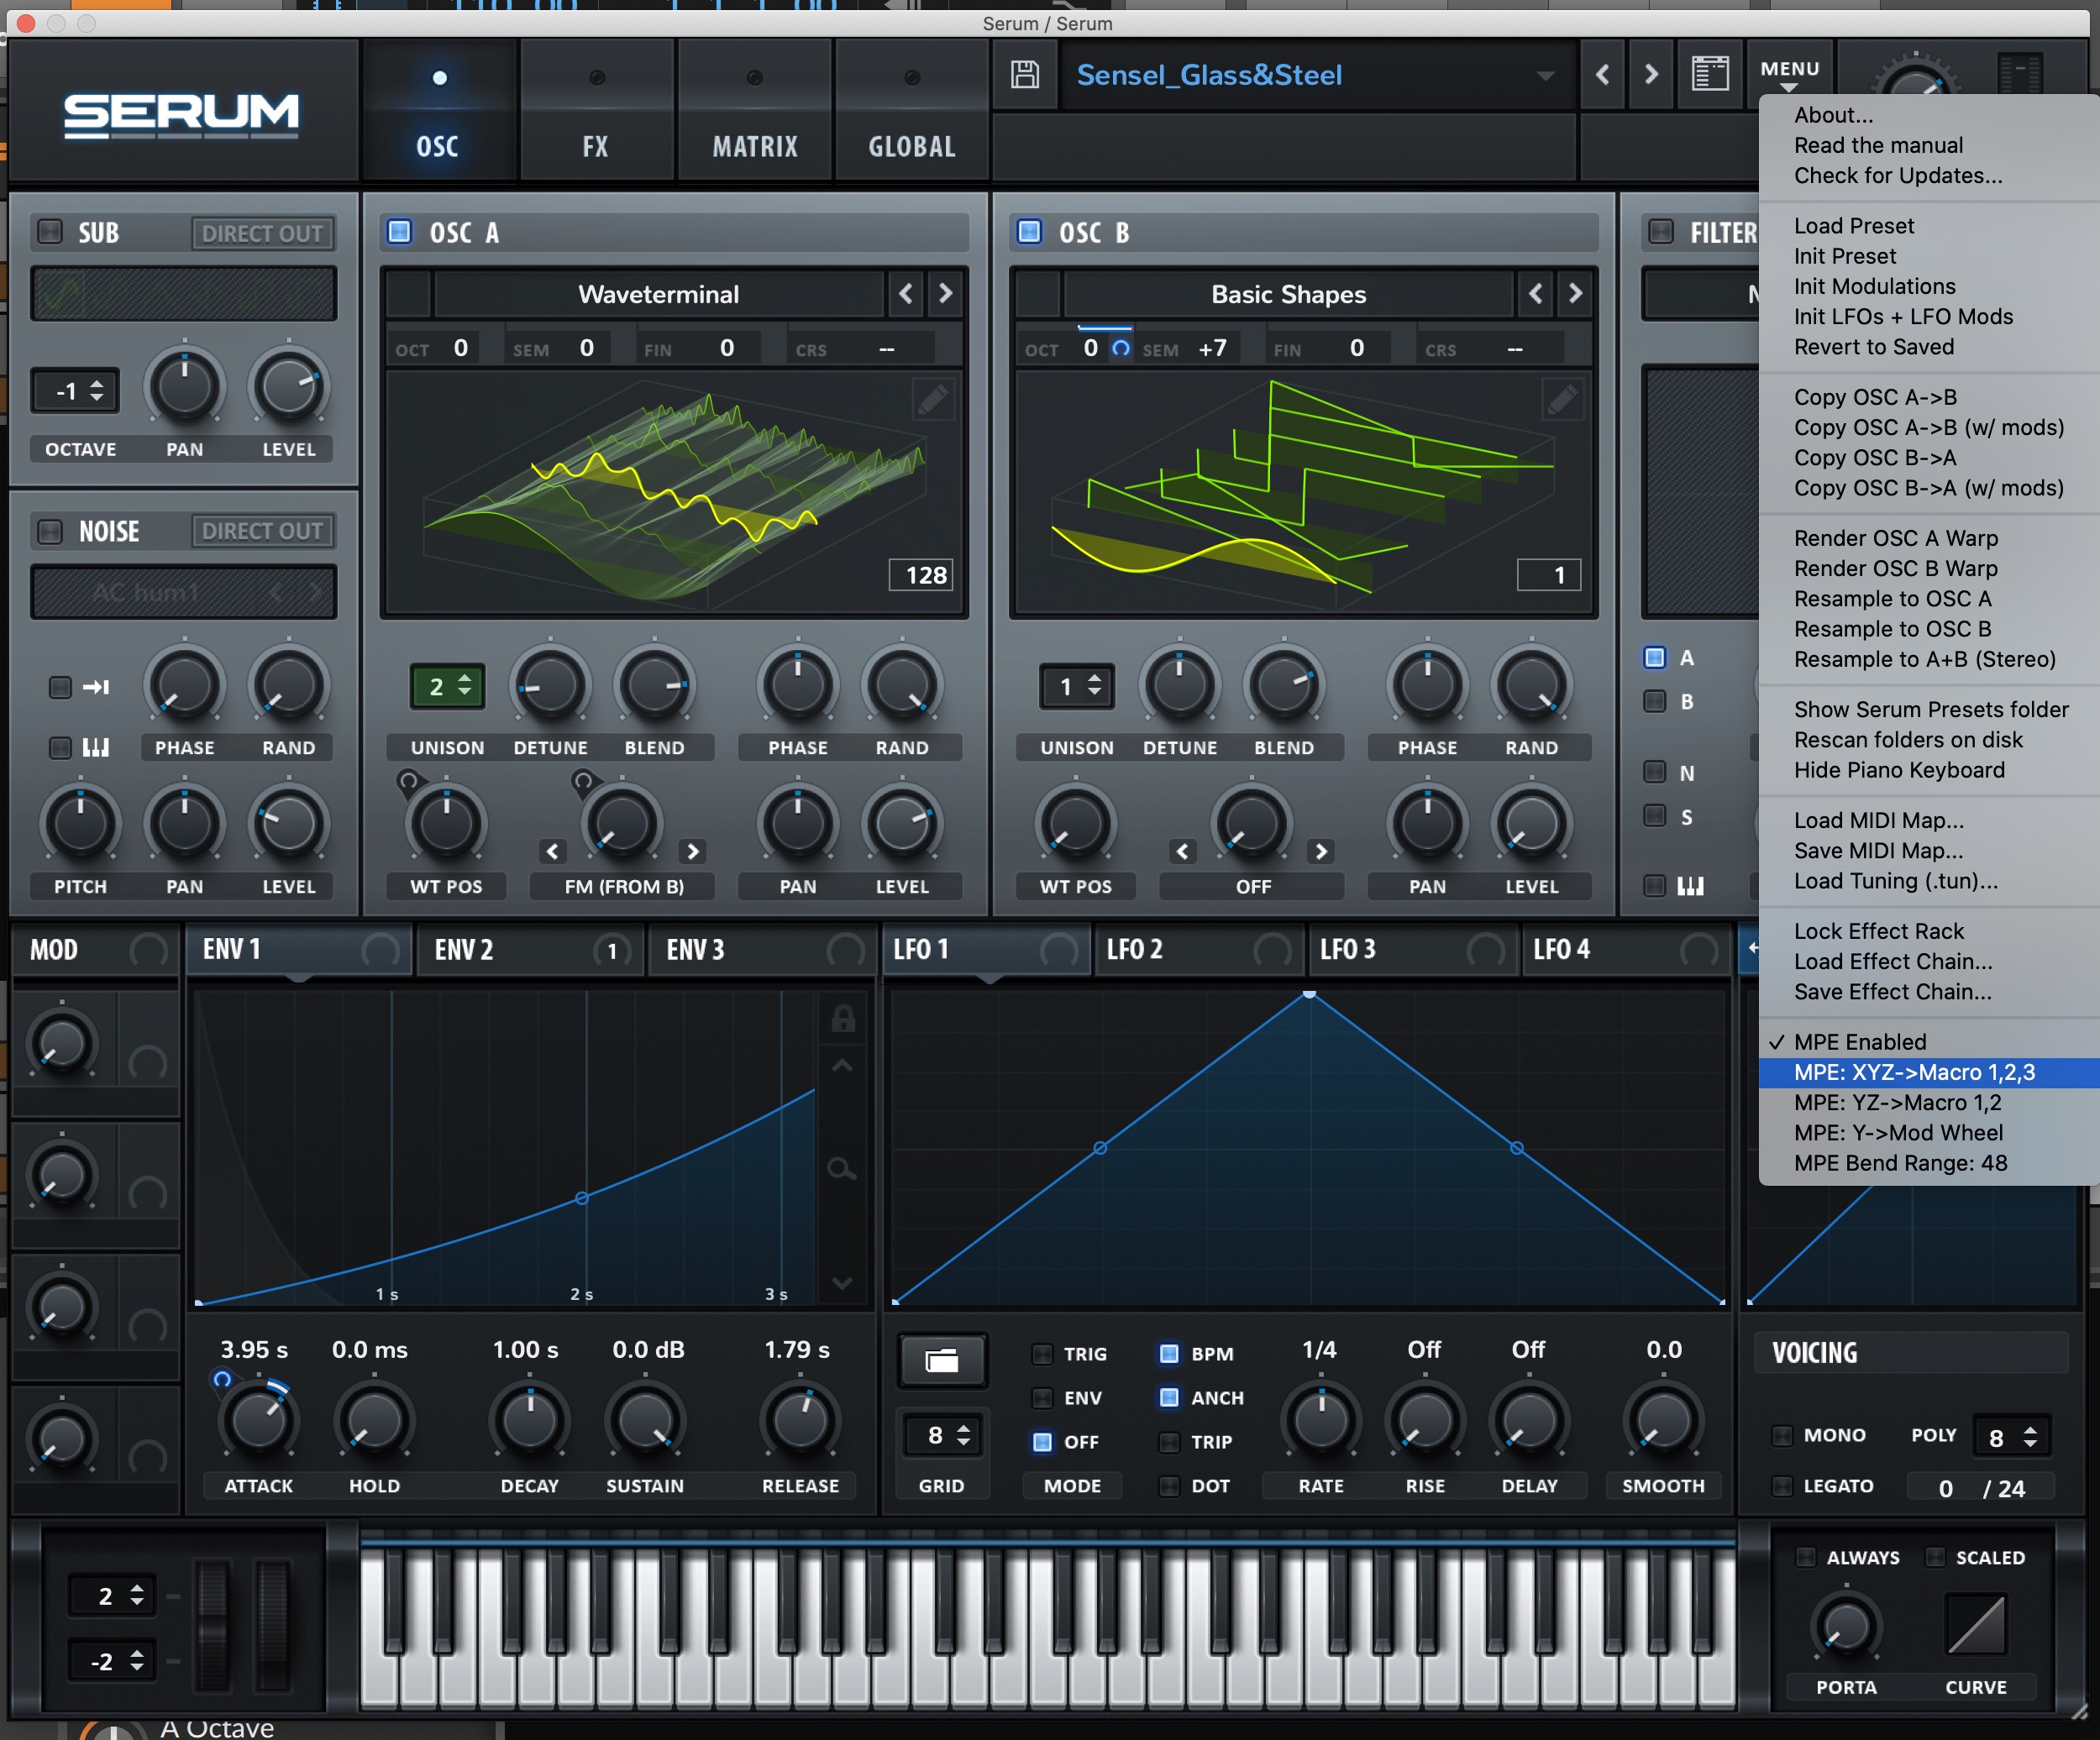 110 00 1 1 1 00
Serum / Serum
SERUM
OSC
FX
MATRIX
GLOBAL
Sensel_Glass&Steel
MENU
About...
Read the manual
Check for Updates...
Load Preset
Init Preset
Init Modulations
Init LFOs + LFO Mods
Revert to Saved
Copy OSC A->B
Copy OSC A->B (w/ mods)
Copy OSC B->A
Copy OSC B->A (w/ mods)
Render OSC A Warp
Render OSC B Warp
Resample to OSC A
Resample to OSC B
Resample to A+B (Stereo)
Show Serum Presets folder
Rescan folders on disk
Hide Piano Keyboard
Load MIDI Map...
Save MIDI Map...
Load Tuning (.tun)...
Lock Effect Rack
Load Effect Chain...
Save Effect Chain...
✓ MPE Enabled
MPE: XYZ->Macro 1,2,3
MPE: YZ->Macro 1,2
MPE: Y->Mod Wheel
MPE Bend Range: 48
SUB DIRECT OUT
-1
OCTAVE PAN LEVEL
NOISE DIRECT OUT
AC hum1
PHASE RAND
PITCH PAN LEVEL
OSC A
Waveterminal
OCT 0 SEM 0 FIN 0 CRS --
128
2
UNISON DETUNE BLEND PHASE RAND
WT POS FM (FROM B) PAN LEVEL
OSC B
Basic Shapes
OCT 0 SEM +7 FIN 0 CRS --
1
1
UNISON DETUNE BLEND PHASE RAND
WT POS OFF PAN LEVEL
FILTER
A
B
N
S
MOD
ENV 1
ENV 2 1
ENV 3
LFO 1
LFO 2
LFO 3
LFO 4
1 s 2 s 3 s
3.95 s 0.0 ms 1.00 s 0.0 dB 1.79 s
ATTACK HOLD DECAY SUSTAIN RELEASE
8
GRID
TRIG BPM
ENV ANCH
OFF TRIP
MODE DOT
1/4 Off Off 0.0
RATE RISE DELAY SMOOTH
VOICING
MONO POLY 8
LEGATO 0 / 24
2
-2
ALWAYS SCALED
PORTA CURVE
A Octave